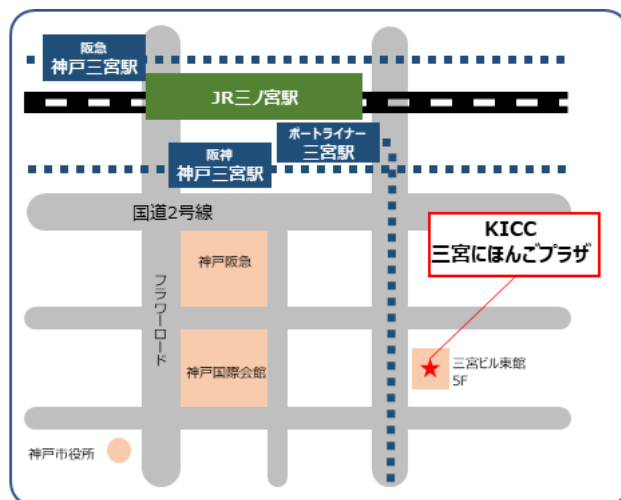 阪急
神戸三宮駅
JR三ノ宮駅
ポートライナー
三宮駅
阪神
神戸三宮駅
国道2号線
KICC
三宮にほんごプラザ
神戸阪急
フラワーロード
神戸国際会館
三宮ビル東館
5F
神戸市役所